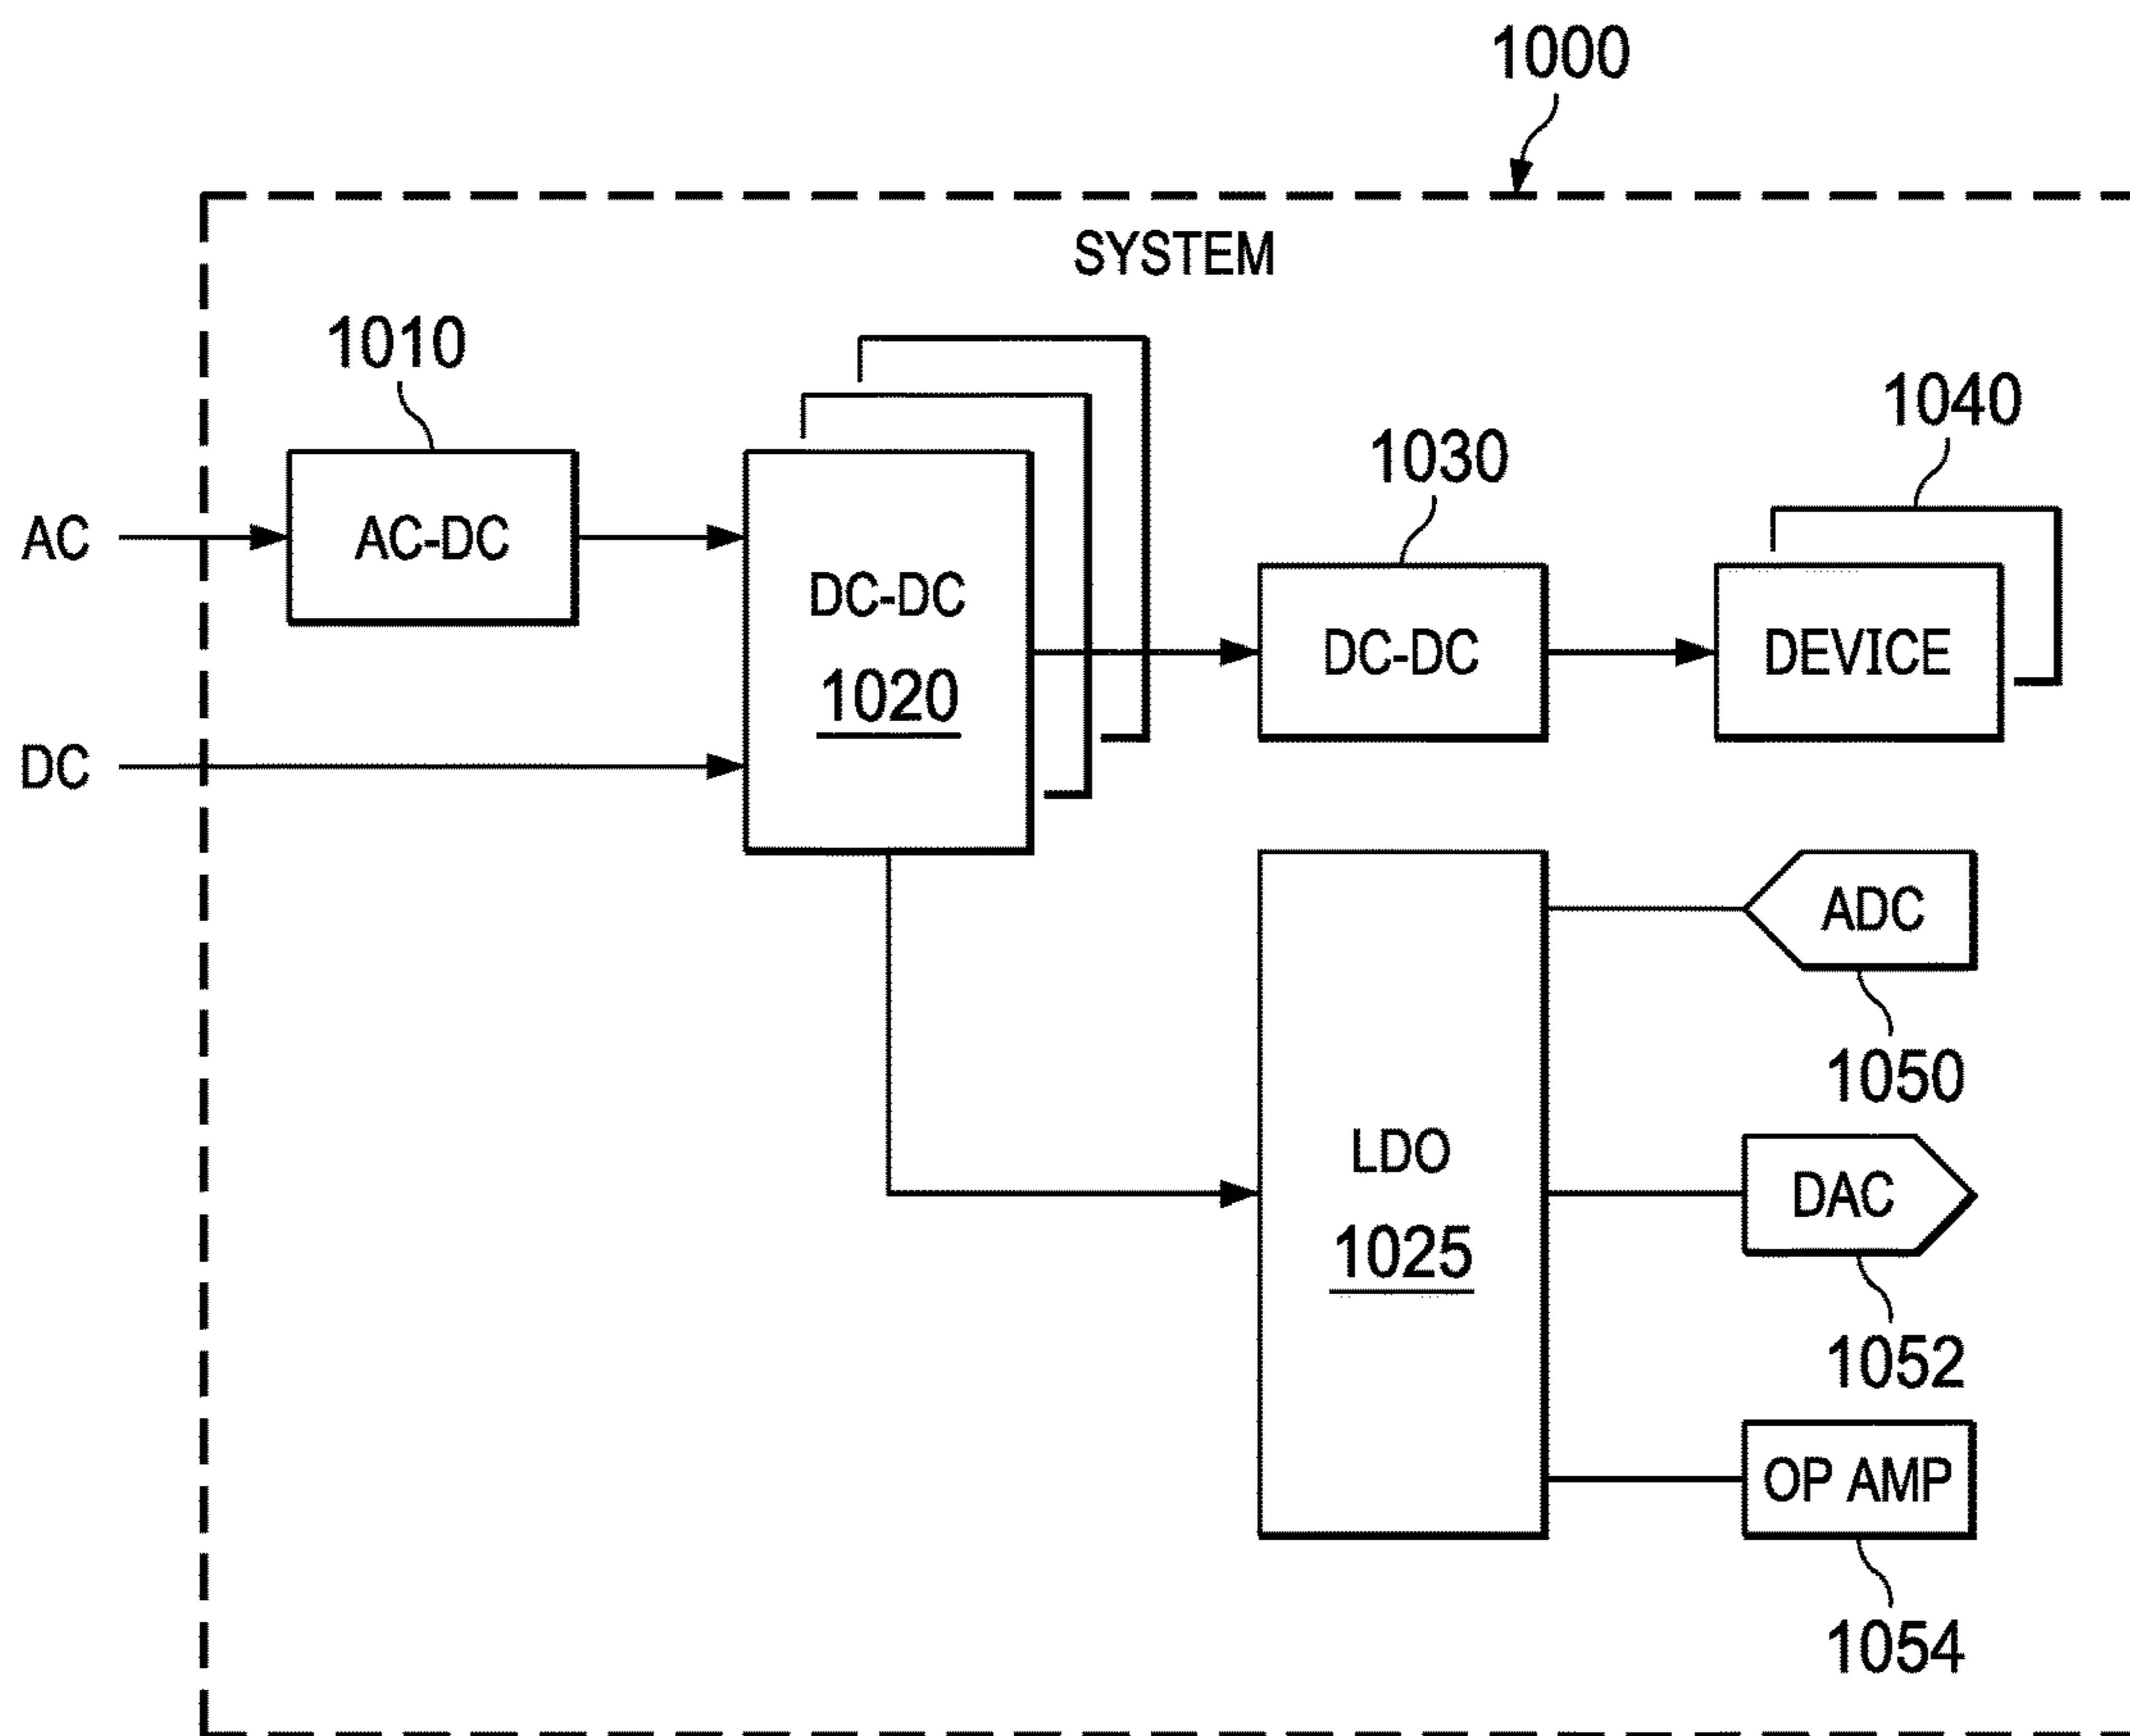 1000
SYSTEM
1010
1040
1030
AC
AC-DC
DC-DC
1020
DC-DC
DEVICE
DC
ADC
1050
LDO
1025
DAC
1052
OP AMP
1054